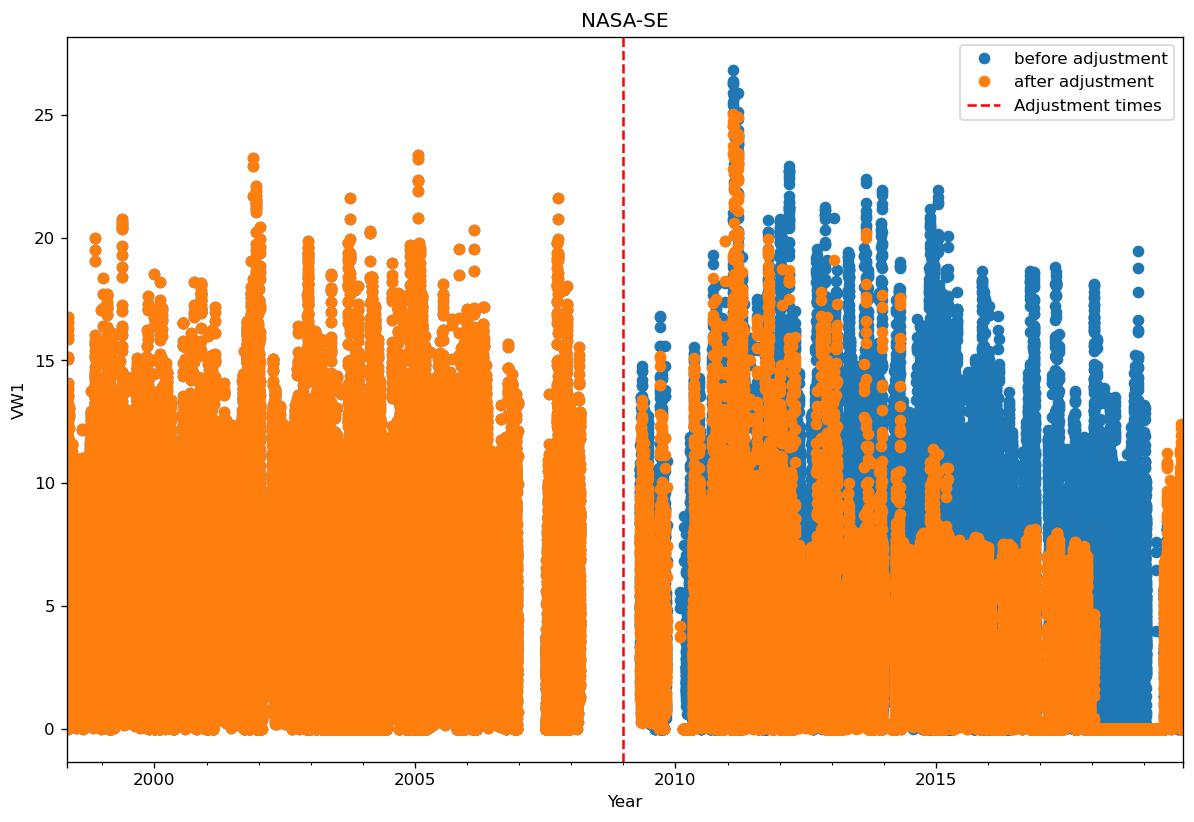 NASA-SE
before adjustment
after adjustment
Adjustment times
VW1
25
20
15
10
5
0
2000 2005 2010 2015
Year